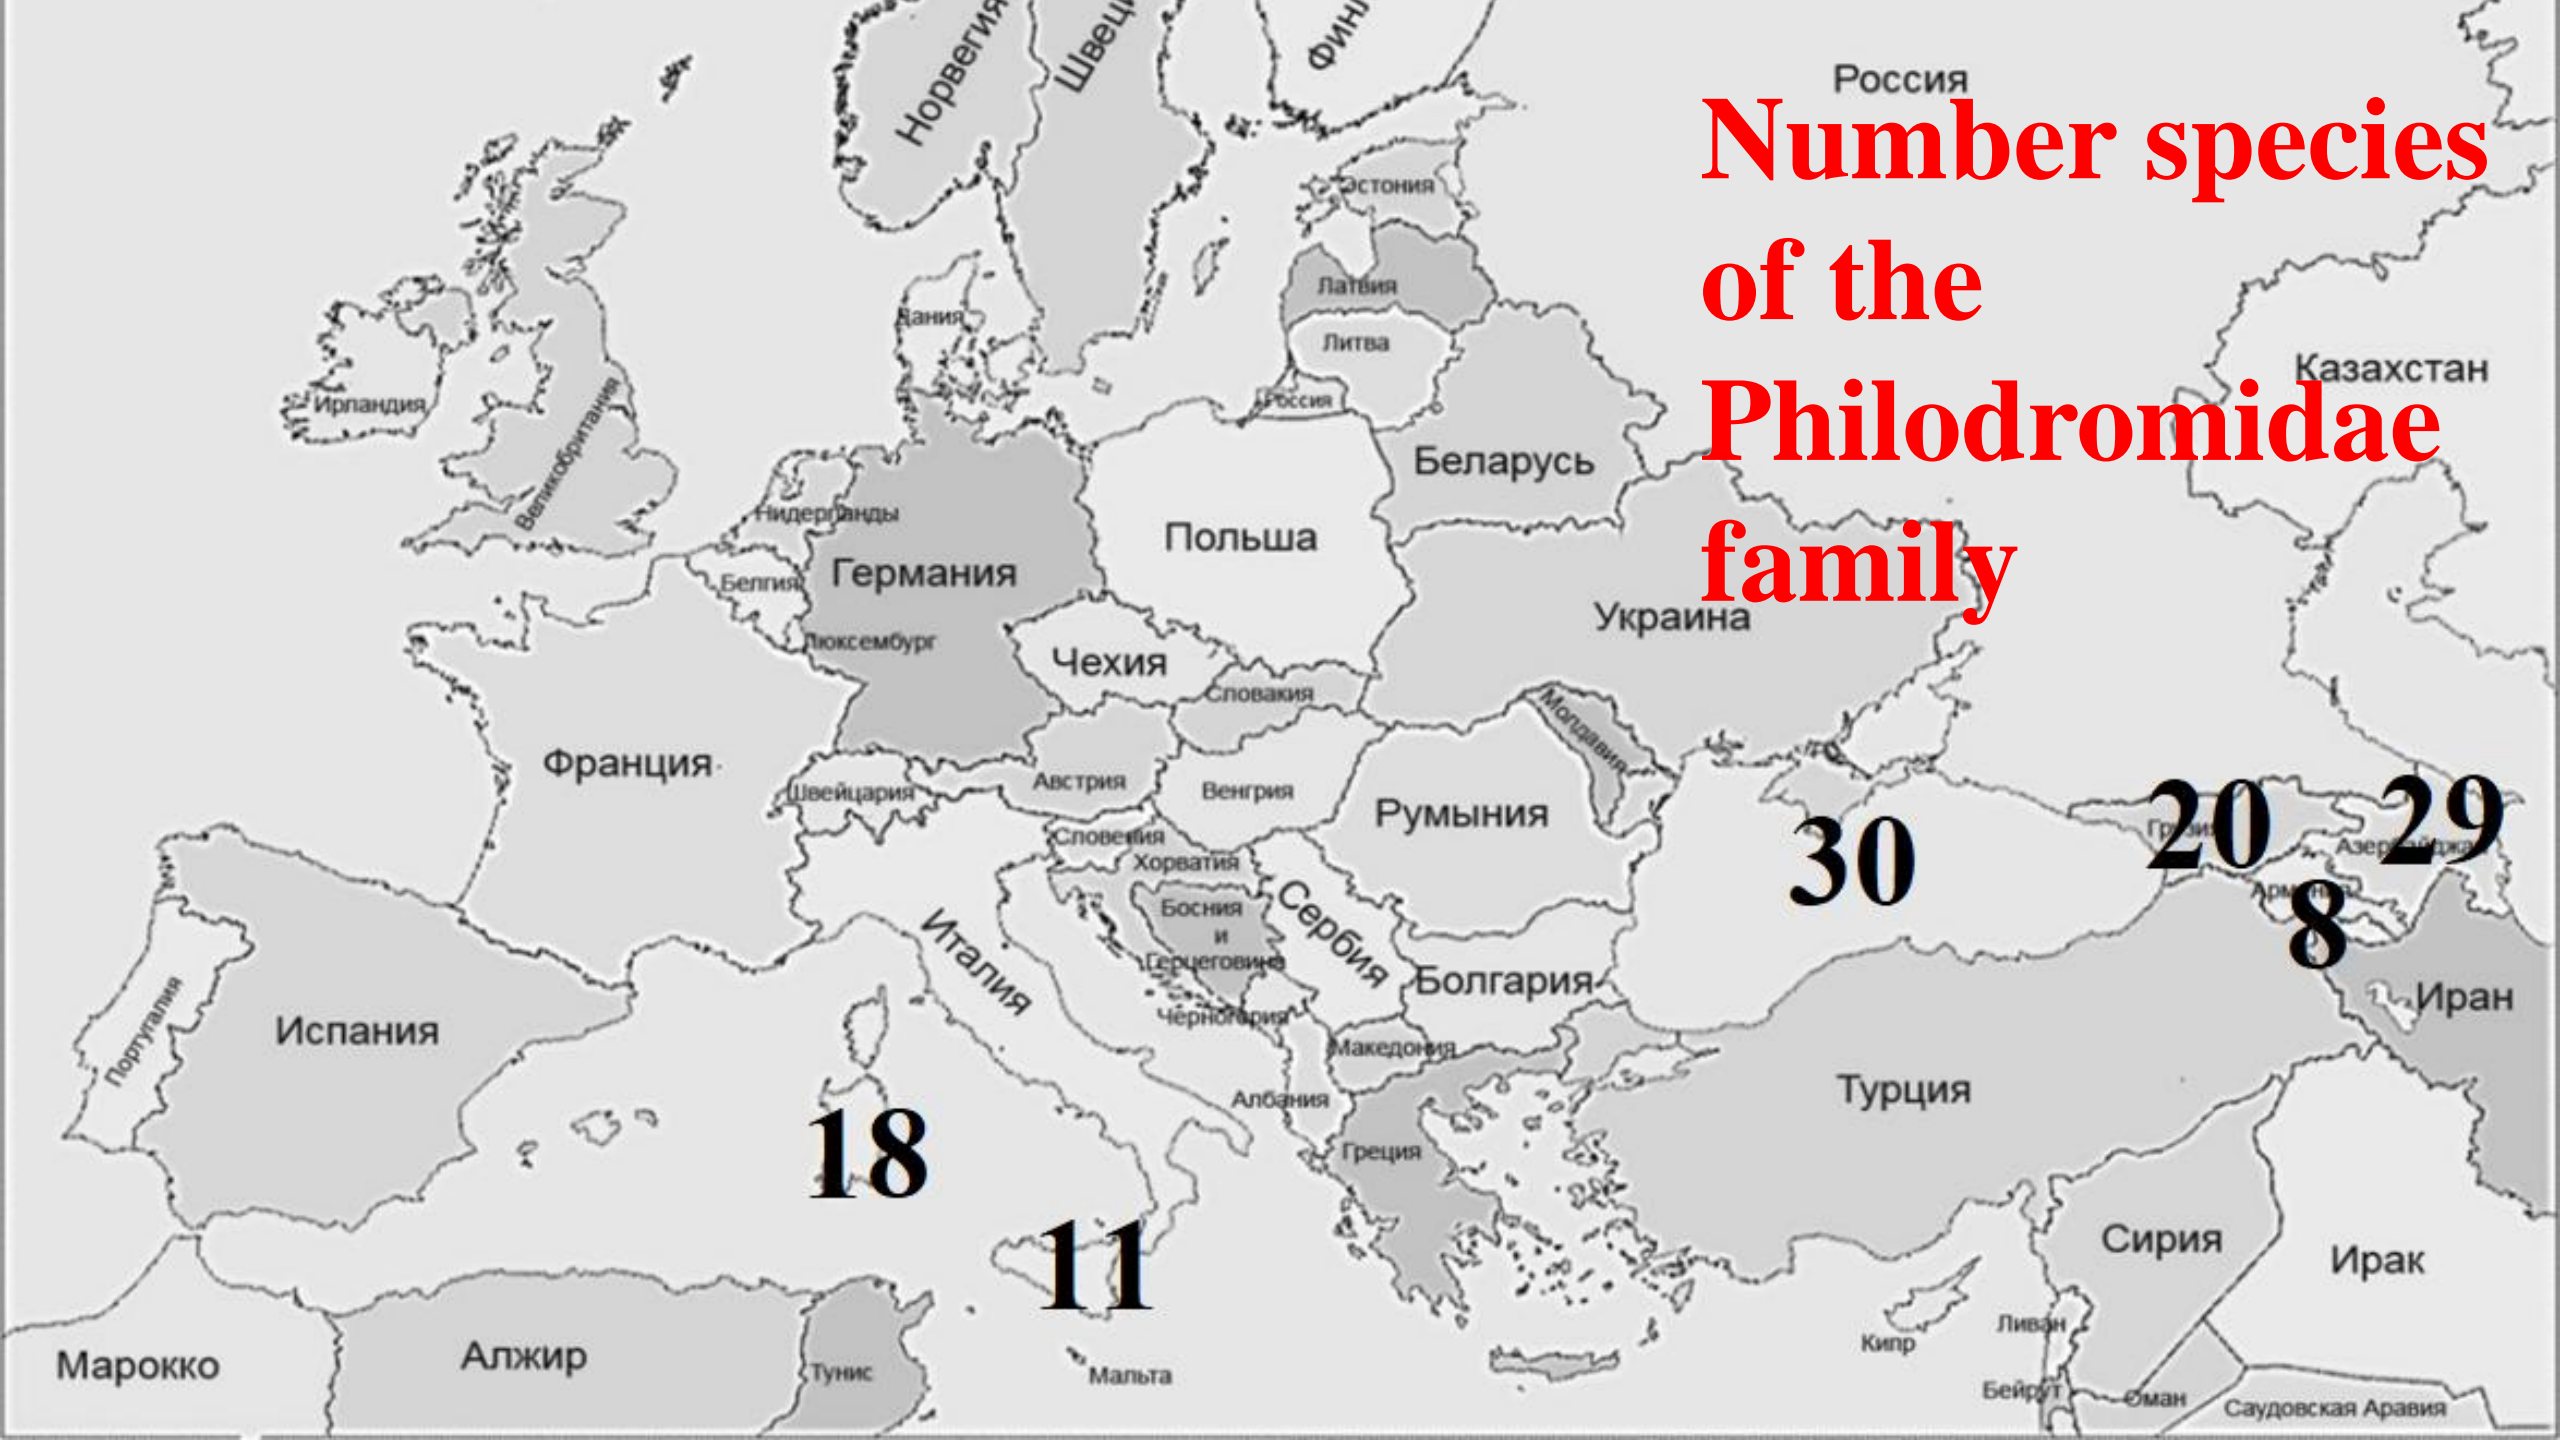 Норвегия
Россия
Number species
of the
Philodromidae
family
Эстония
Латвия
Дания
Литва
Казахстан
Ирландия
Россия
Великобритания
Беларусь
Нидерланды
Польша
Германия
Белгия
Украина
Люксембург
Чехия
Словакия
Молдавия
Франция
Австрия
Швейцария
Венгрия
Румыния
20
29
30
Словения
Хорватия
8
Босния
и
Герцеговина
Сербия
Италия
Болгария
Иран
Черногория
Испания
Португалия
Македония
Турция
Албания
18
Греция
11
Сирия
Ирак
Ливан
Кипр
Марокко
Алжир
Тунис
Мальта
Бейрут
Оман
Саудовская Аравия